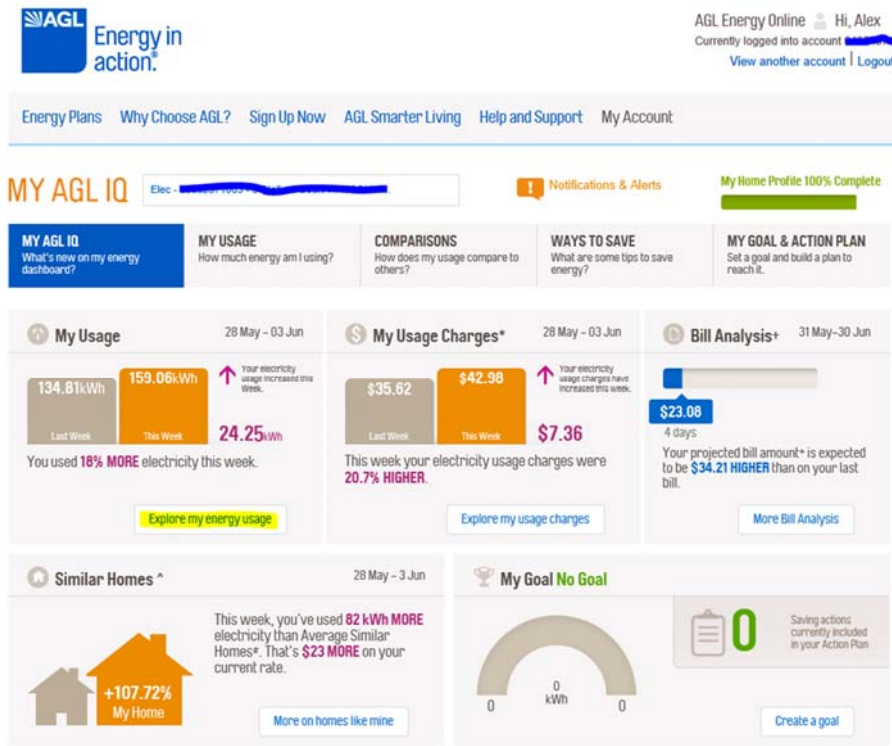 AGL
Energy in
action.®
AGL Energy Online Hi, Alex
Currently logged into account
View another account | Logout
Energy Plans Why Choose AGL? Sign Up Now AGL Smarter Living Help and Support My Account
MY AGL IQ
Elec -
Notifications & Alerts
My Home Profile 100% Complete
MY AGL IQ
What's new on my energy
dashboard?
MY USAGE
How much energy am I using?
COMPARISONS
How does my usage compare to
others?
WAYS TO SAVE
What are some tips to save
energy?
MY GOAL & ACTION PLAN
Set a goal and build a plan to
reach it.
My Usage 28 May – 03 Jun
134.81kWh
Last Week
159.06kWh
This Week
Your electricity
usage increased this
Week.
24.25kWh
You used 18% MORE electricity this week.
Explore my energy usage
My Usage Charges* 28 May – 03 Jun
$35.62
Last Week
$42.98
This Week
Your electricity
usage charges have
increased this week.
$7.36
This week your electricity usage charges were
20.7% HIGHER.
Explore my usage charges
Bill Analysis+ 31 May–30 Jun
$23.08
4 days
Your projected bill amount+ is expected
to be $34.21 HIGHER than on your last
bill.
More Bill Analysis
Similar Homes ^ 28 May – 3 Jun
+107.72%
My Home
This week, you've used 82 kWh MORE
electricity than Average Similar
Homes#. That's $23 MORE on your
current rate.
More on homes like mine
My Goal No Goal
0
kWh
0 0
0
Saving actions
currently included
in your Action Plan
Create a goal